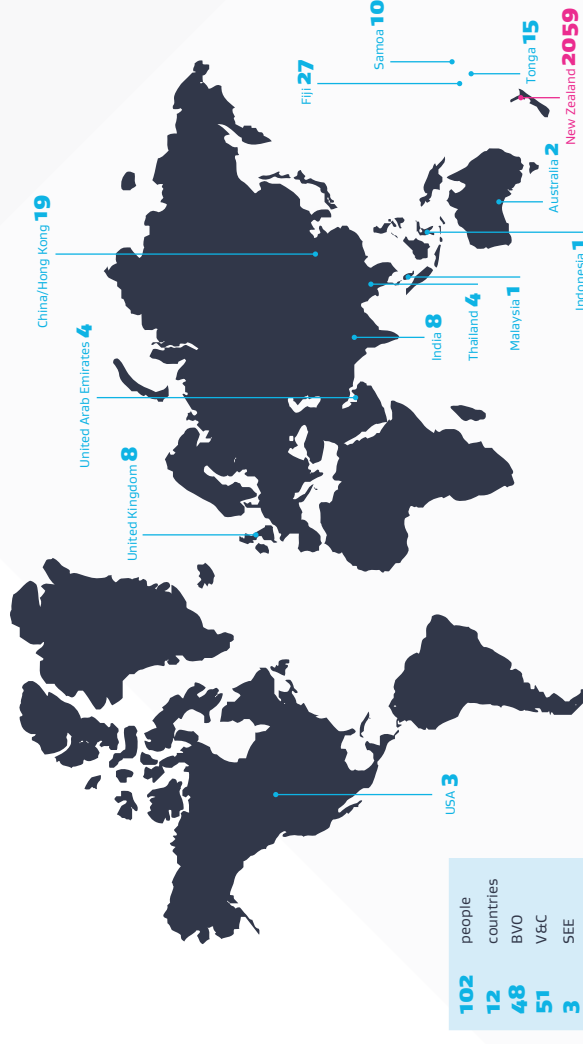 China/Hong Kong 19
United Arab Emirates 4
United Kingdom 8
Fiji 27
Samoa 10
Tonga 15
New Zealand 2059
Australia 2
Indonesia 1
Malaysia 1
Thailand 4
India 8
USA 3
102 people
12 countries
48 BVO
51 V&C
3 SEE